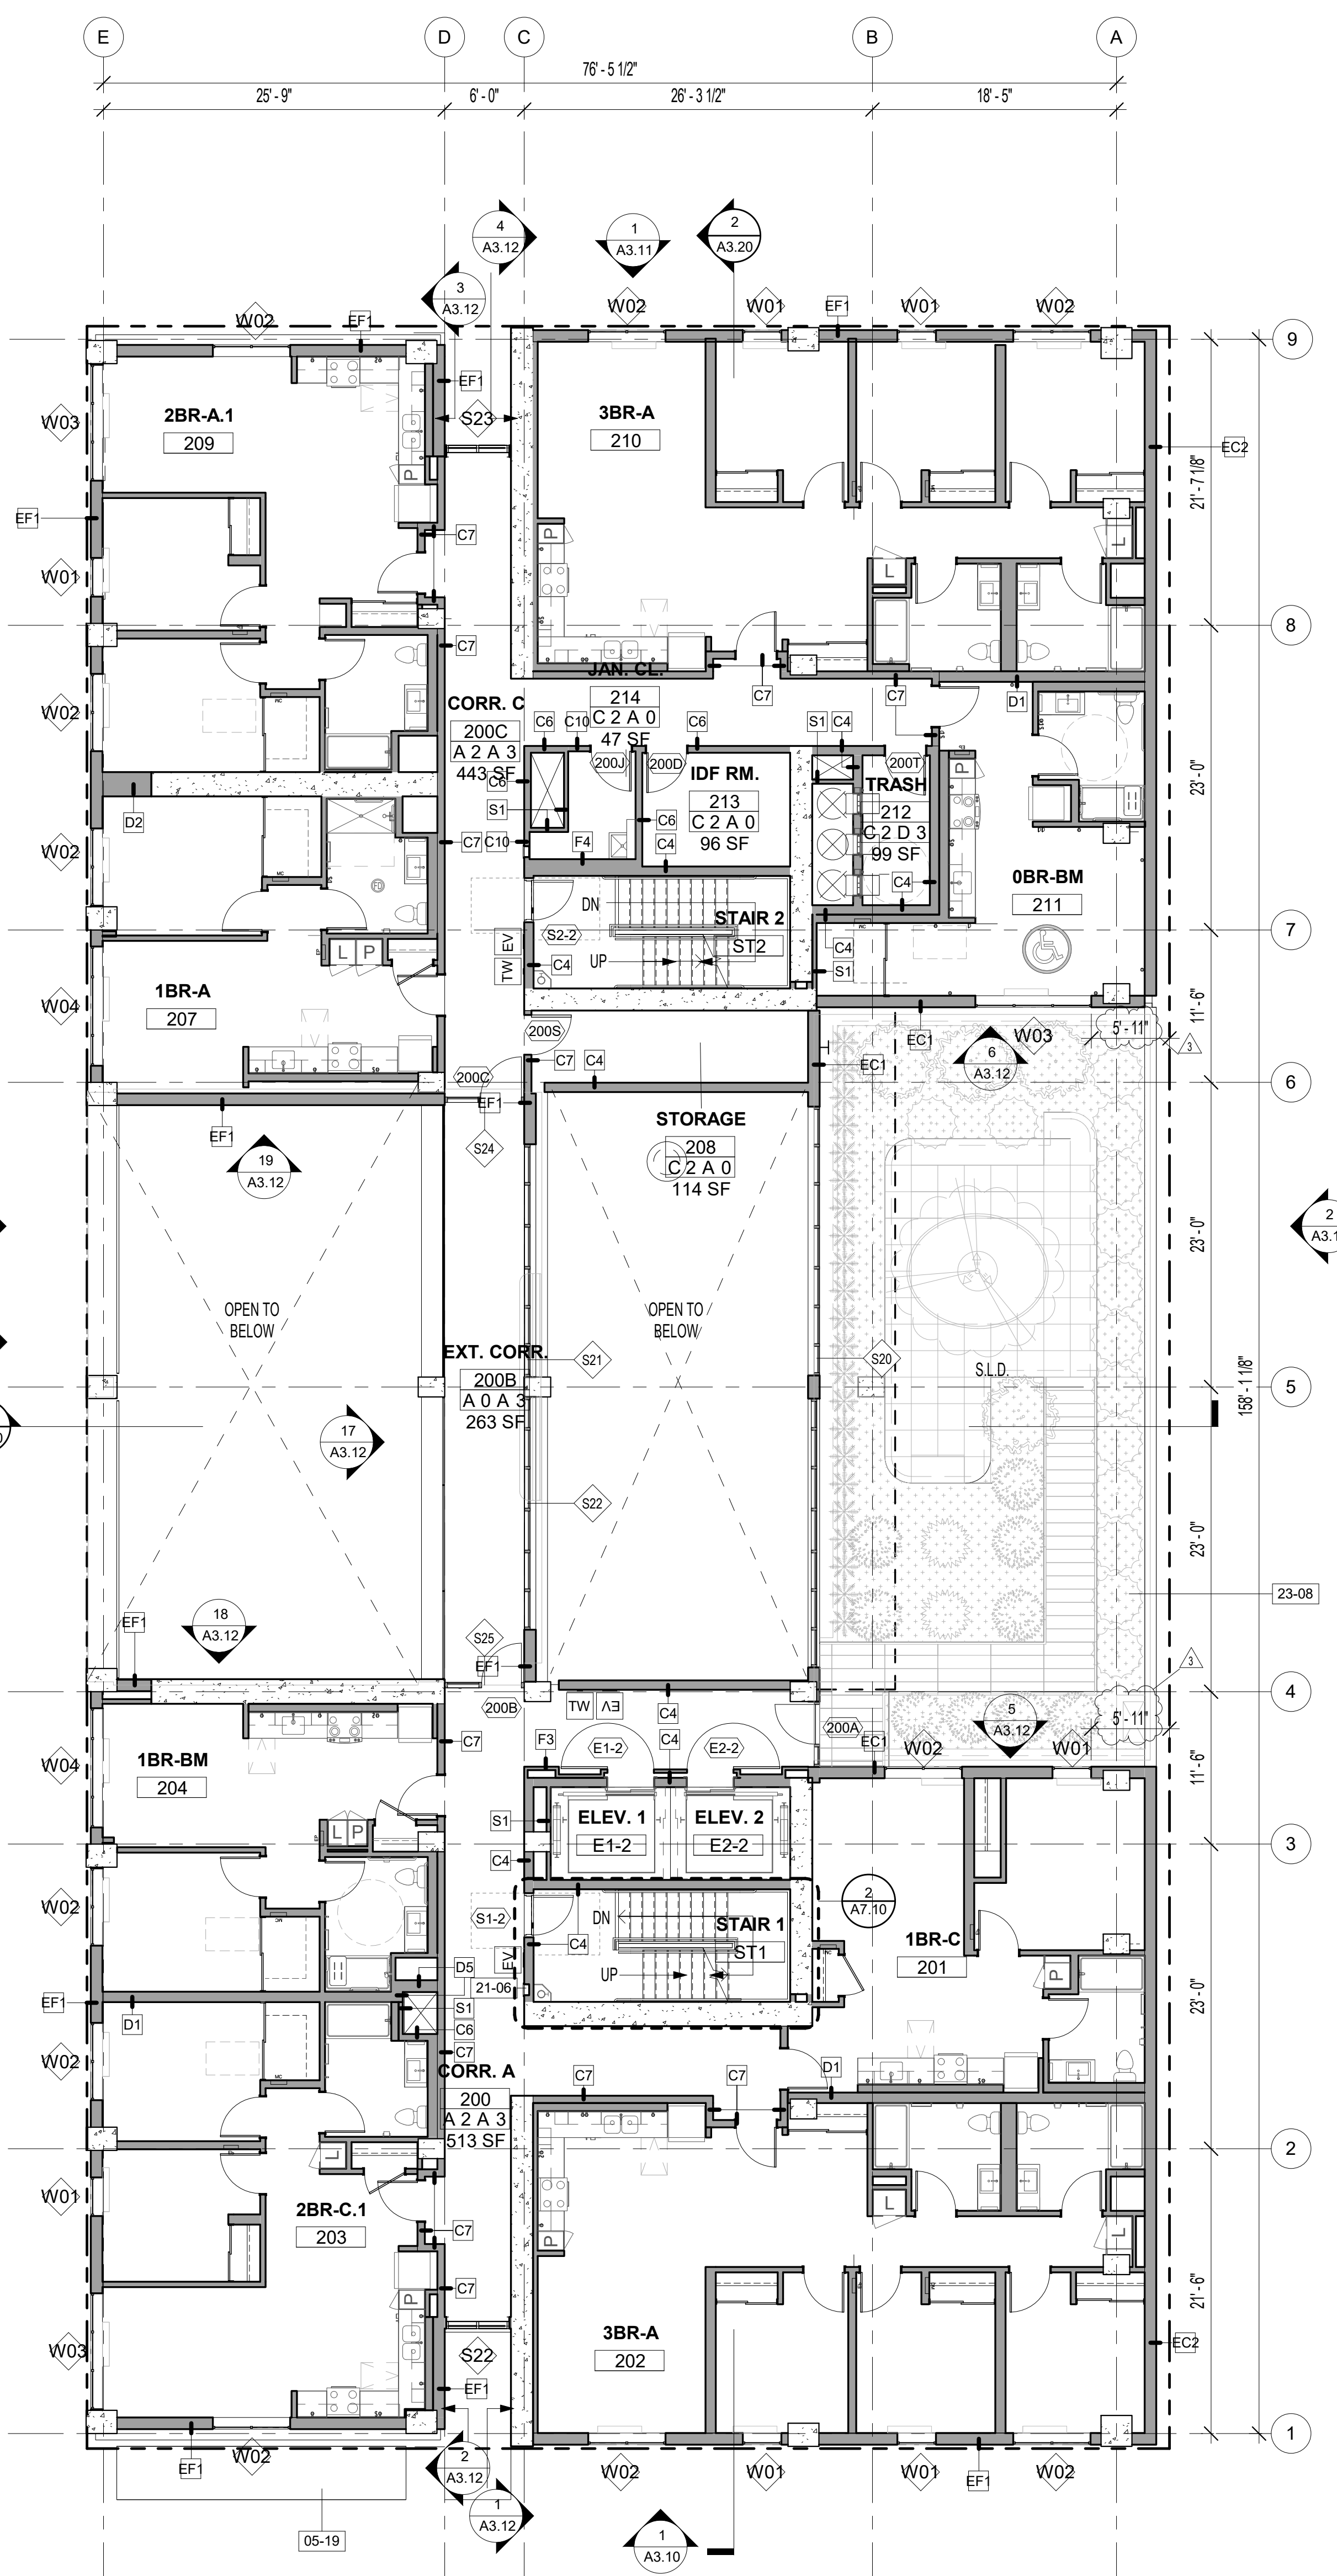 E
D
C
B
A
76' - 5 1/2"
25' - 9"
6' - 0"
26' - 3 1/2"
18' - 5"
4
A3.12
1
A3.11
2
A3.20
3
A3.12
W02
EF1
W02
W01
EF1
W01
W02
9
EF1
S23
W03
2BR-A.1
209
3BR-A
210
EC2
21' - 7 1/8"
P
EF1
C7
P
W01
L
L
8
C7
JAN. CL.
214
C 2 A 0
47 SF
C7
C7
D1
W02
CORR. C
200C
A 2 A 3
443 SF
C6
C10
C6
S1
C4
200J
200D
200T
IDF RM.
213
C 2 A 0
96 SF
TRASH
212
C 2 D 3
99 SF
P
23' - 0"
C6
S1
D2
C6
W02
C7
C10
F4
C4
C4
0BR-BM
211
FD
DN
STAIR 2
ST2
7
S2-2
EV
TW
C4
UP
C4
S1
L
P
1BR-A
207
W04
11' - 6"
200S
EC1
W03
5' - 11"
3
C7
C4
EC1
6
A3.12
200C
6
EF1
EF1
STORAGE
208
C 2 A 0
114 SF
S24
19
A3.12
2
23' - 0"
OPEN TO
BELOW
OPEN TO
BELOW
EXT. CORR.
200B
A 0 A 3
263 SF
S21
S20
S.L.D.
5
158' - 1 1/8"
17
A3.12
S22
23' - 0"
23-08
18
A3.12
EF1
S25
EF1
3
4
200B
TW
EV
C4
200A
5
A3.12
5' - 11"
1BR-BM
204
W04
C7
F3
E1-2
C4
E2-2
EC1
W02
W01
11' - 6"
L
P
S1
ELEV. 1
E1-2
ELEV. 2
E2-2
3
C4
2
A7.10
W02
S1-2
DN
STAIR 1
ST1
C4
1BR-C
201
EV
UP
P
D5
21-06
EF1
D1
S1
C6
C7
23' - 0"
W02
CORR. A
200
A 2 A 3
513 SF
C7
C7
D1
L
2
W01
2BR-C.1
203
C7
P
L
L
C7
P
21' - 6"
W03
S22
3BR-A
202
EC2
EF1
1
EF1
W02
2
A3.12
W02
W01
W01
EF1
W02
1
A3.12
05-19
1
A3.10